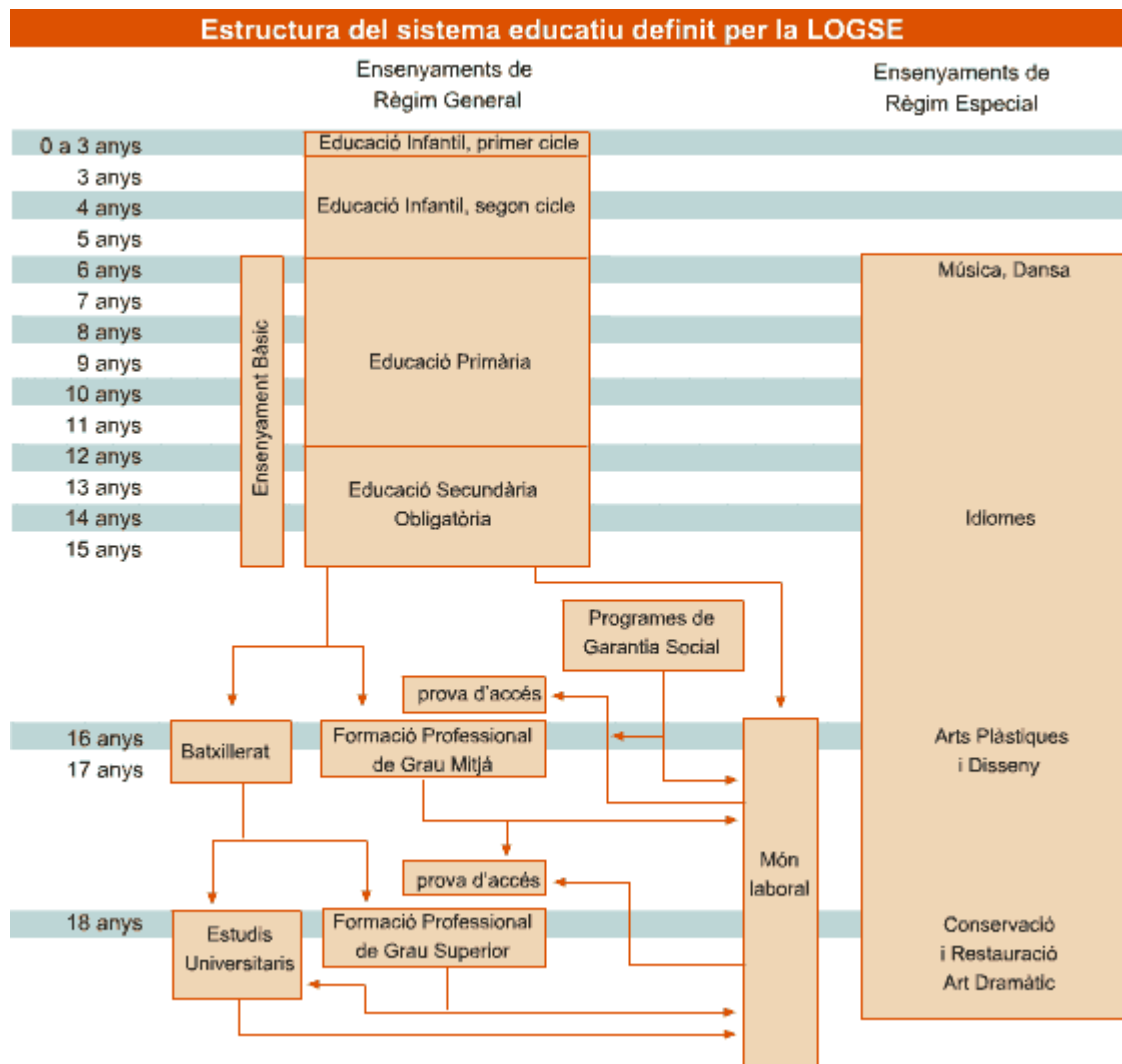 Estructura del sistema educatiu definit per la LOGSE
Ensenyaments de
Règim General
Ensenyaments de
Règim Especial
0 a 3 anys
3 anys
4 anys
5 anys
6 anys
7 anys
8 anys
9 anys
10 anys
11 anys
12 anys
13 anys
14 anys
15 anys
16 anys
17 anys
18 anys
Ensenyament Bàsic
Educació Infantil, primer cicle
Educació Infantil, segon cicle
Educació Primària
Educació Secundària
Obligatòria
Programes de
Garantia Social
prova d'accés
Batxillerat
Formació Professional
de Grau Mitjá
prova d'accés
Estudis
Universitaris
Formació Professional
de Grau Superior
Món
laboral
Música, Dansa
Idiomes
Arts Plàstiques
i Disseny
Conservació
i Restauració
Art Dramàtic